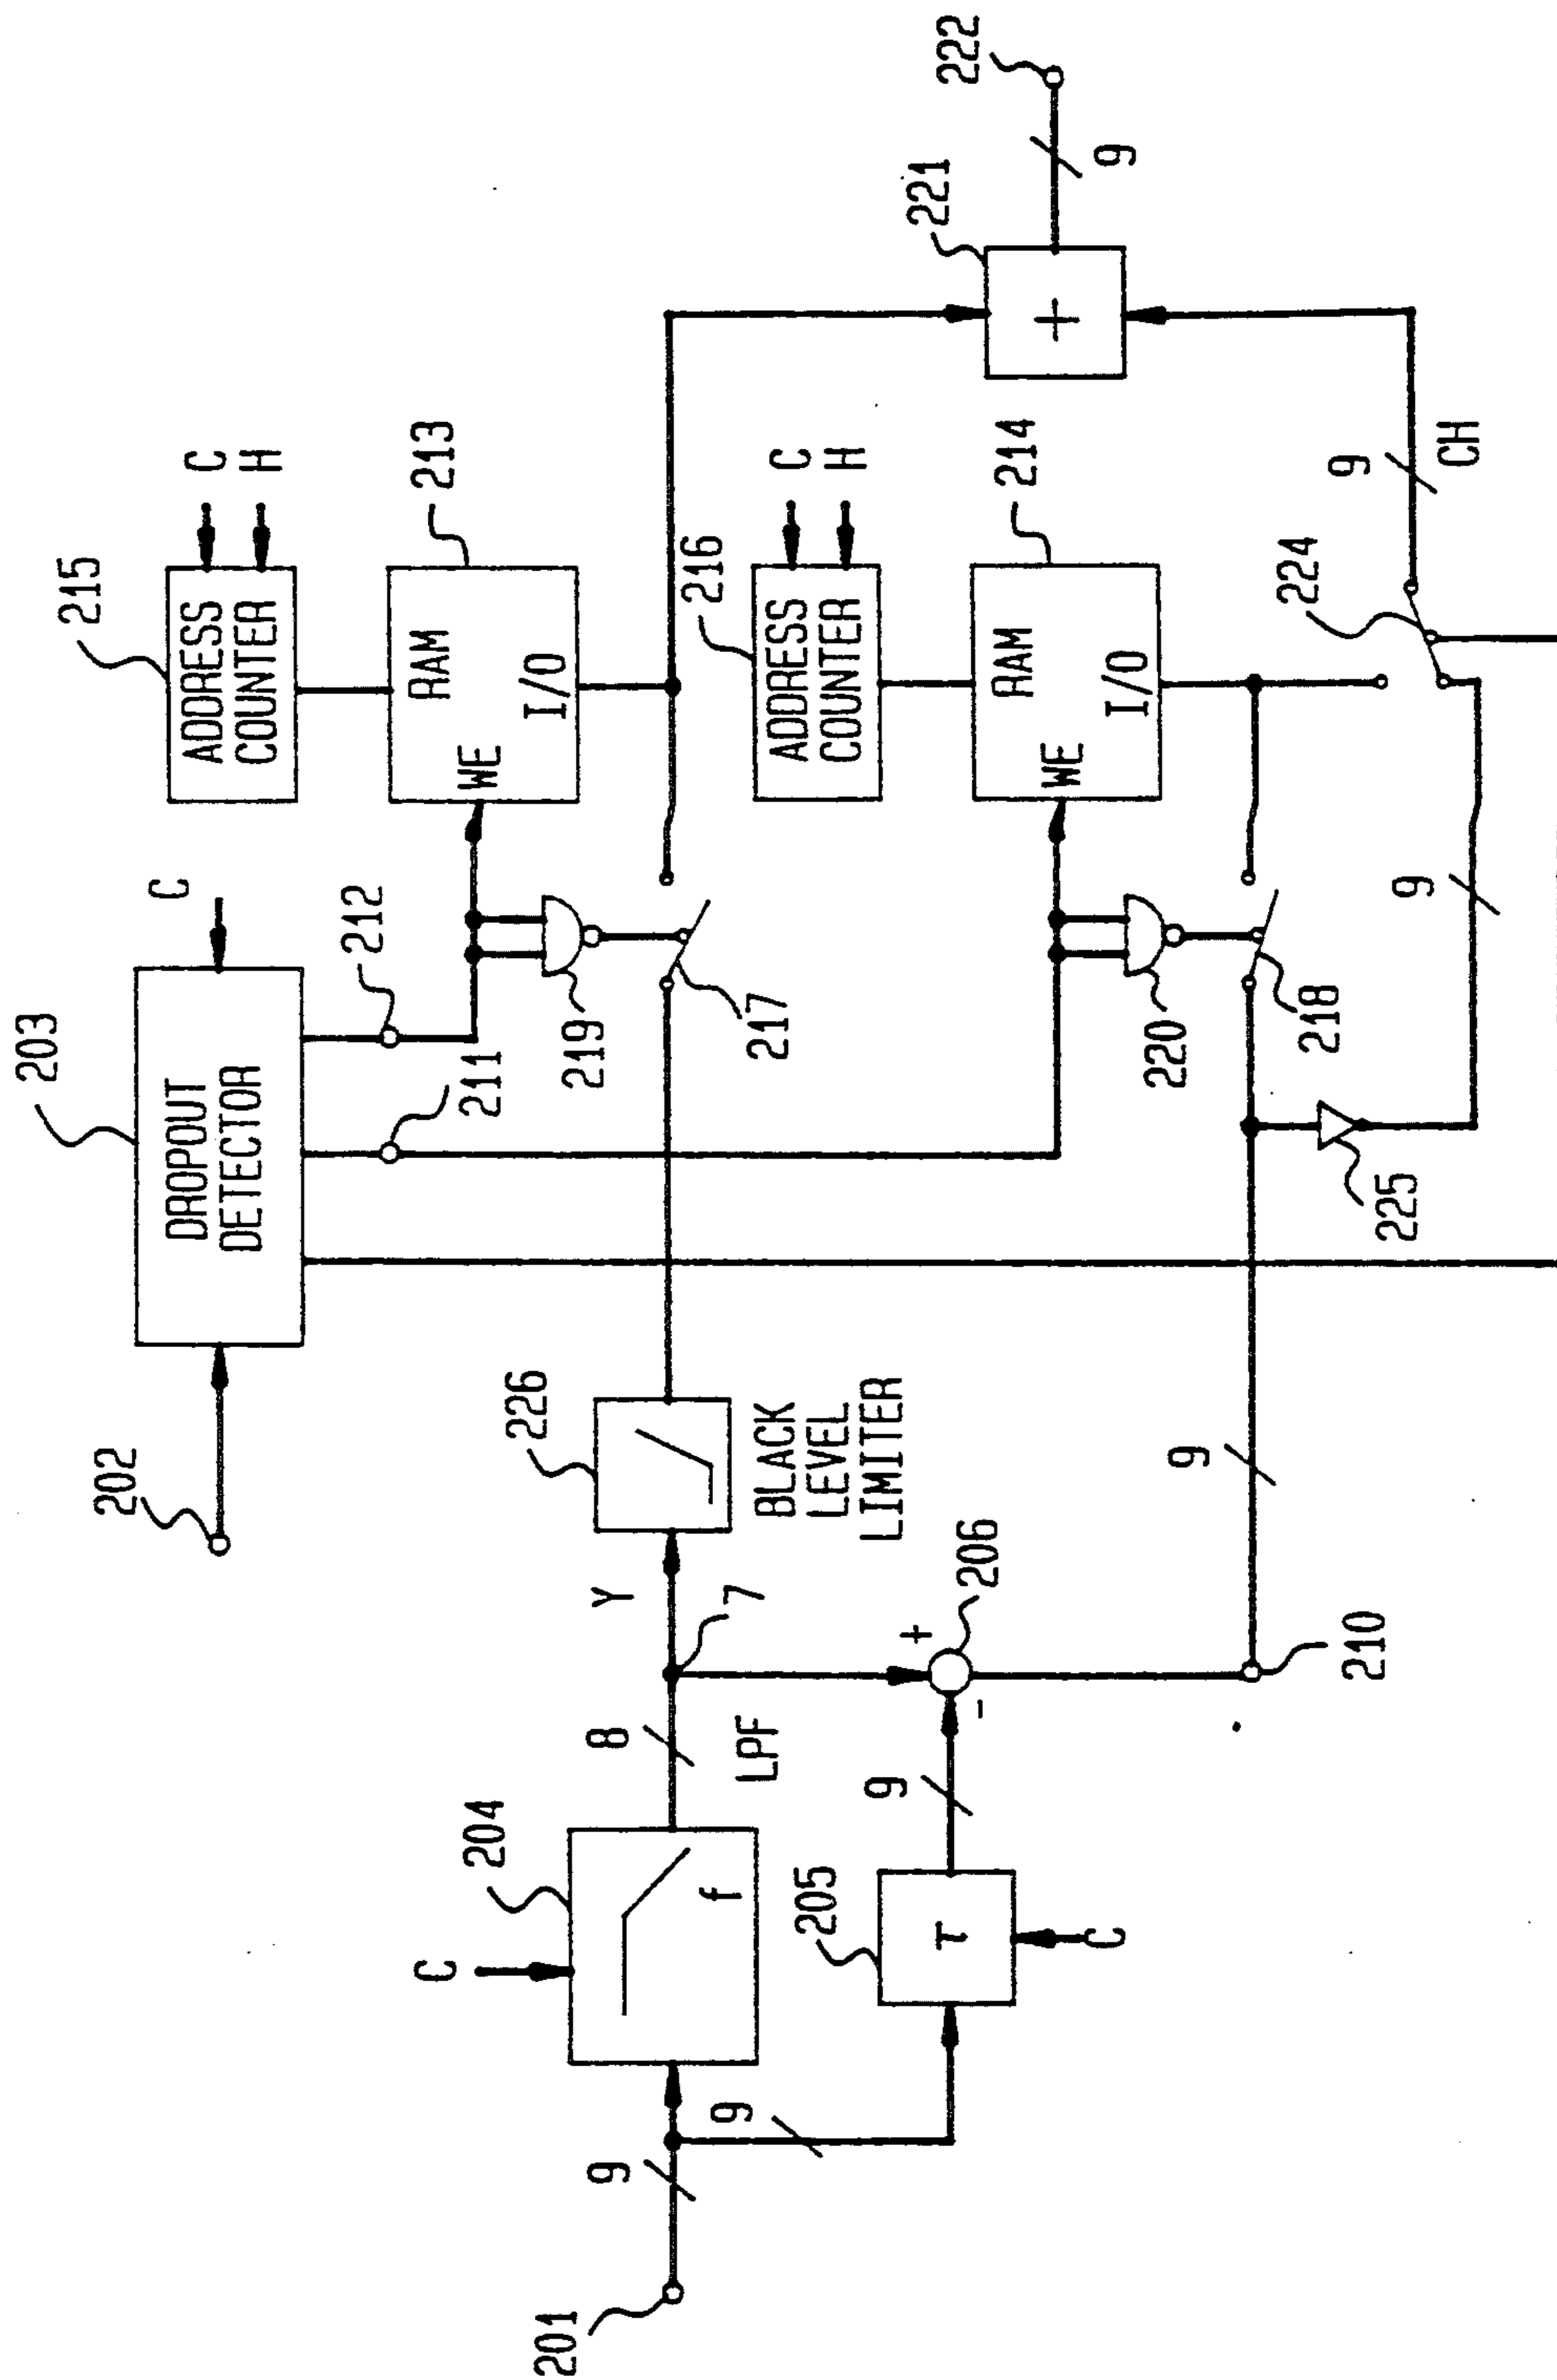 203
DROPOUT
DETECTOR
C
202
212
211
215
ADDRESS
COUNTER
C
H
213
RAM
WE
I/O
219
217
226
BLACK
LEVEL
LIMITER
Y
7
8
LPF
204
f
C
201
9
9
205
τ
C
9
206
+
-
210
9
216
ADDRESS
COUNTER
C
H
214
RAM
WE
I/O
220
218
225
9
224
9
CH
221
+
222
9